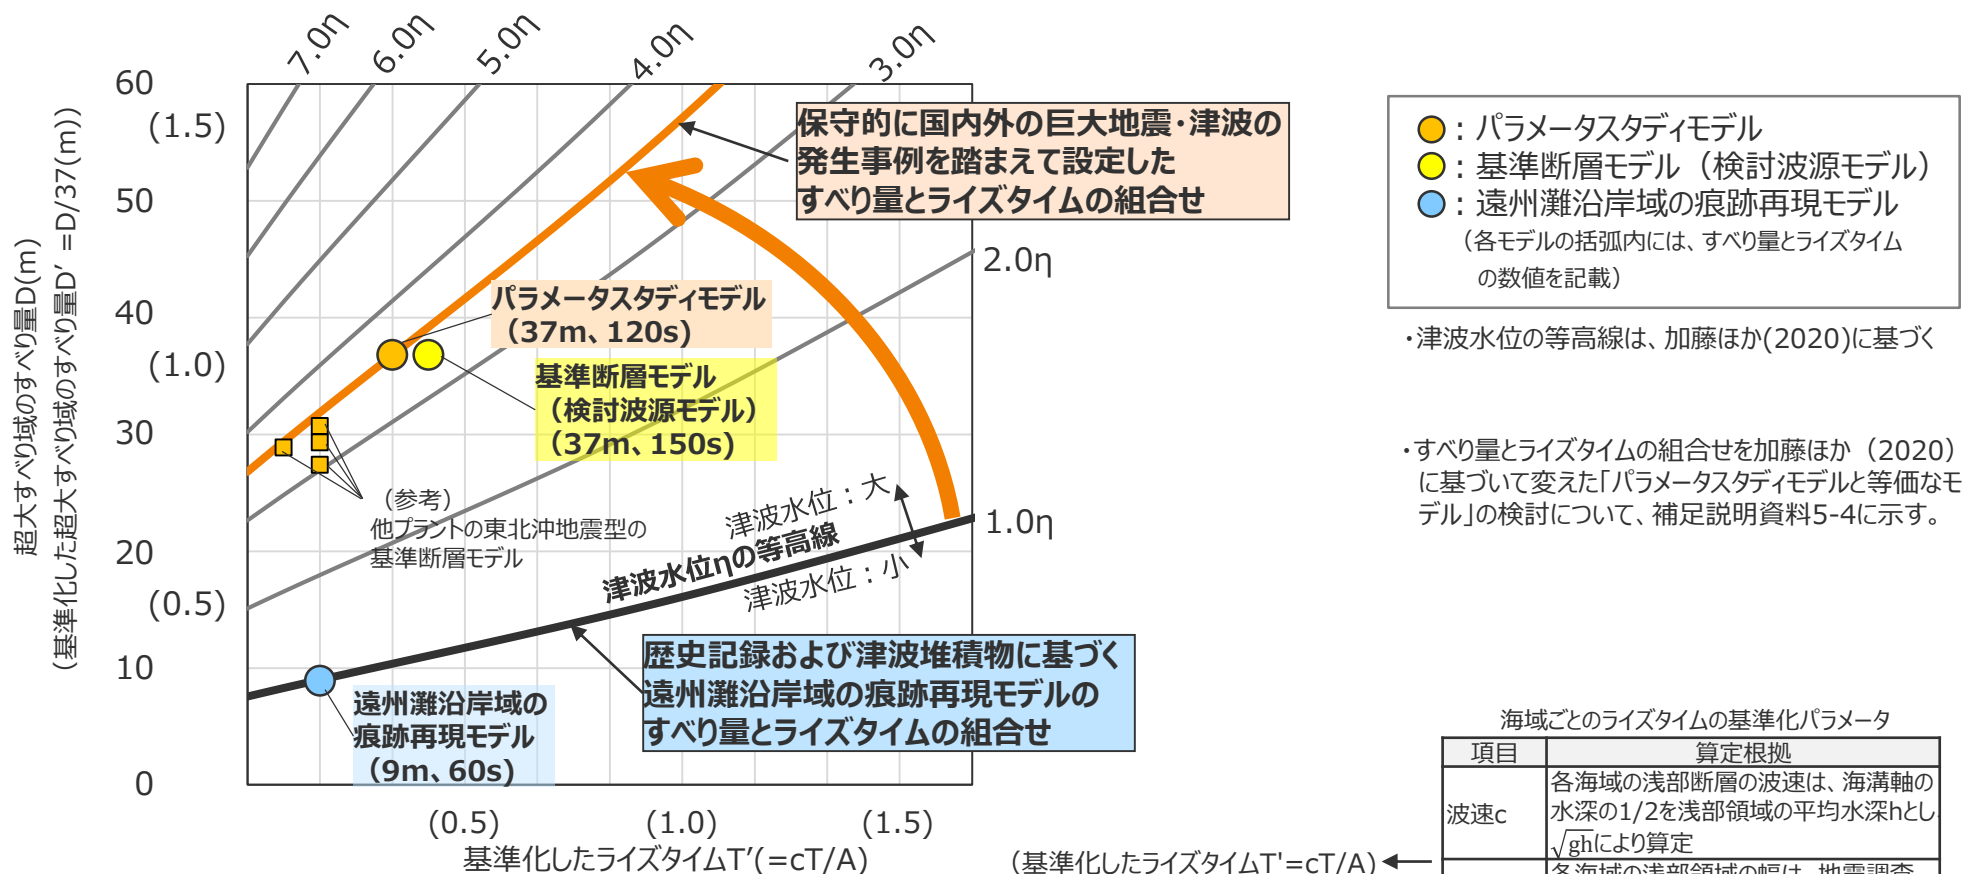 7.0η
6.0η
5.0η
4.0η
3.0η
60
(1.5)
50
40
(1.0)
30
20
(0.5)
10
0
超大すべり域のすべり量D(m)
(基準化した超大すべり域のすべり量D’ =D/37(m))
保守的に国内外の巨大地震・津波の
発生事例を踏まえて設定した
すべり量とライズタイムの組合せ
2.0η
パラメータスタディモデル
（37m、120s）
基準断層モデル
（検討波源モデル）
（37m、150s）
（参考）
他プラントの東北沖地震型の
基準断層モデル
津波水位：大
津波水位ηの等高線
津波水位：小
1.0η
歴史記録および津波堆積物に基づく
遠州灘沿岸域の痕跡再現モデルの
すべり量とライズタイムの組合せ
遠州灘沿岸域の
痕跡再現モデル
（9m、60s）
(0.5)
(1.0)
(1.5)
基準化したライズタイムT’(=cT/A)
：パラメータスタディモデル
：基準断層モデル（検討波源モデル）
：遠州灘沿岸域の痕跡再現モデル
（各モデルの括弧内には、すべり量とライズタイム
の数値を記載）
・津波水位の等高線は、加藤ほか(2020)に基づく
・すべり量とライズタイムの組合せを加藤ほか（2020）
に基づいて変えた「パラメータスタディモデルと等価なモ
デル」の検討について、補足説明資料5-4に示す。
海域ごとのライズタイムの基準化パラメータ
項目
算定根拠
波速c
各海域の浅部断層の波速は、海溝軸の
水深の1/2を浅部領域の平均水深hとし、
√ghにより算定
各海域の浅部領域の幅は、地震調査
（基準化したライズタイムT'=cT/A）